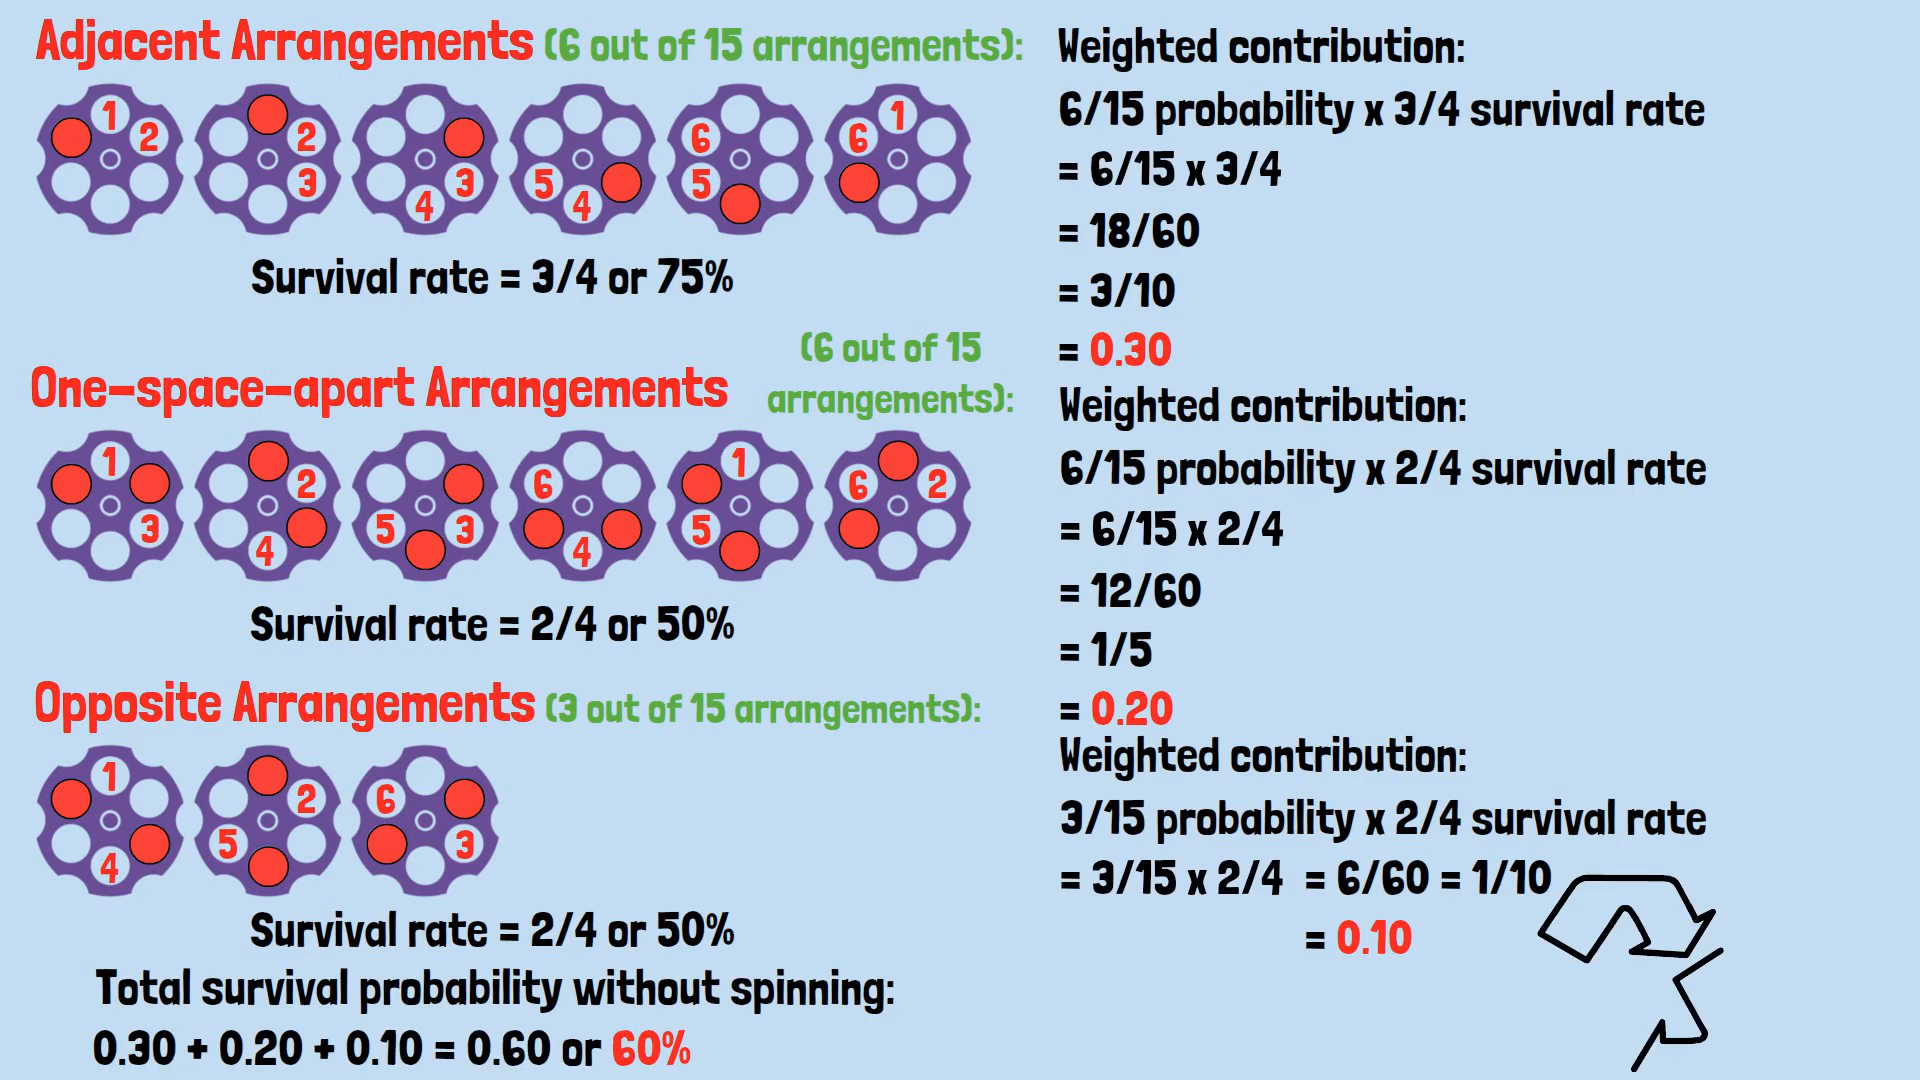 Adjacent Arrangements (6 out of 15 arrangements):
1 2
2 3
3 4
5 4
6 5
1 6
Survival rate = 3/4 or 75%
One-space-apart Arrangements (6 out of 15 arrangements):
1 3
2 4
5 3
6 4
1 5
6 2
Survival rate = 2/4 or 50%
Opposite Arrangements (3 out of 15 arrangements):
1 4
2 5
6 3
Survival rate = 2/4 or 50%
Total survival probability without spinning:
0.30 + 0.20 + 0.10 = 0.60 or 60%
Weighted contribution:
6/15 probability x 3/4 survival rate
= 6/15 x 3/4
= 18/60
= 3/10
= 0.30
Weighted contribution:
6/15 probability x 2/4 survival rate
= 6/15 x 2/4
= 12/60
= 1/5
= 0.20
Weighted contribution:
3/15 probability x 2/4 survival rate
= 3/15 x 2/4 = 6/60 = 1/10
= 0.10